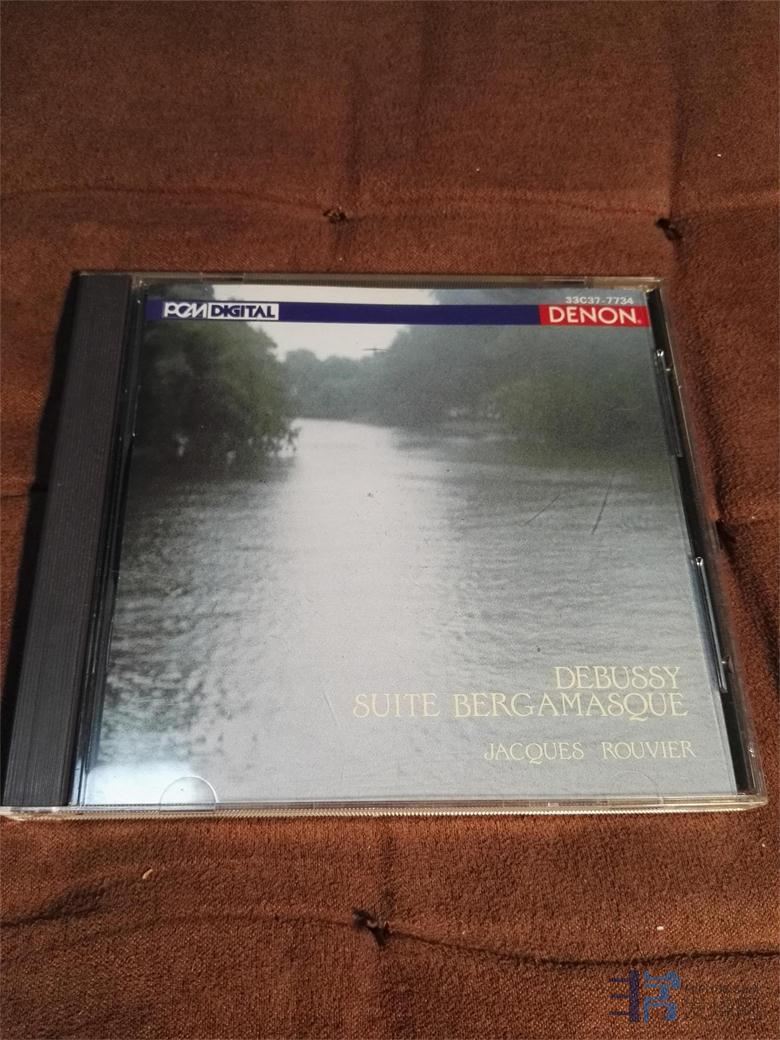 33C37-7734
PCM DIGITAL
DENON
DEBUSSY
SUITE BERGAMASQUE
JACQUES ROUVIER